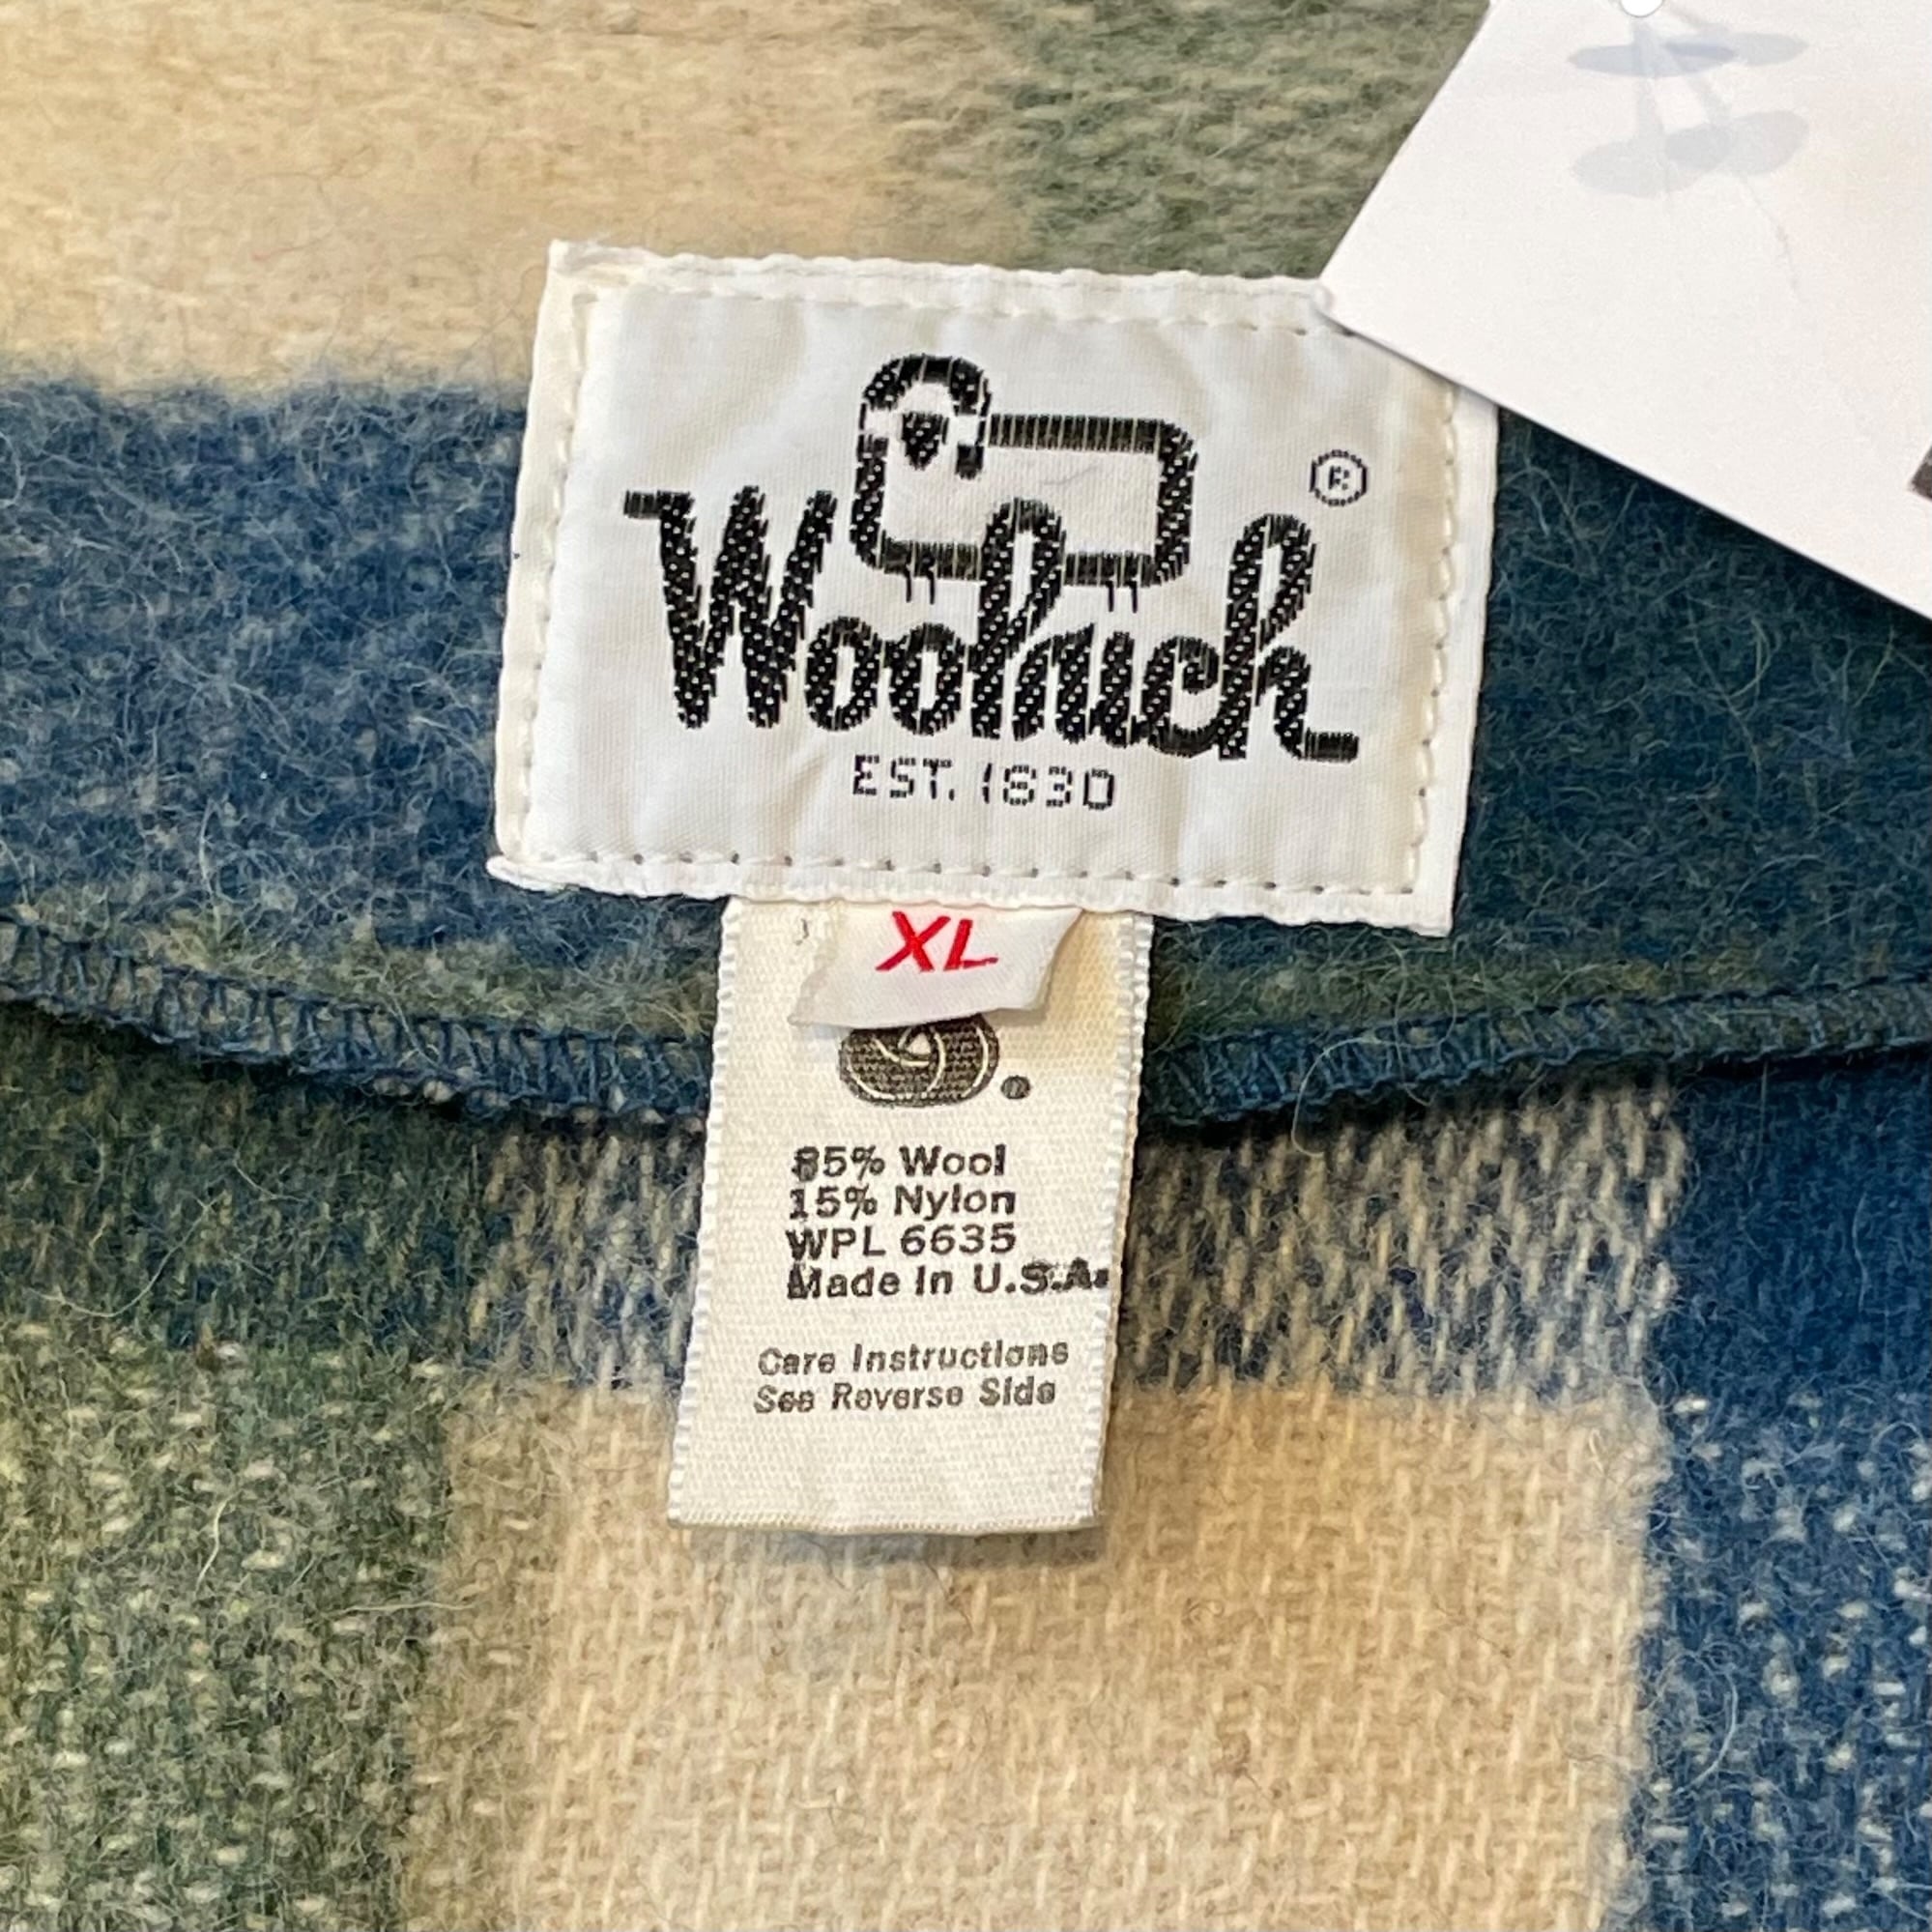 Woolrich ®
EST. 1830
XL
85% Wool
15% Nylon
WPL 6635
Made In U.S.A.
Care Instructions
See Reverse Side